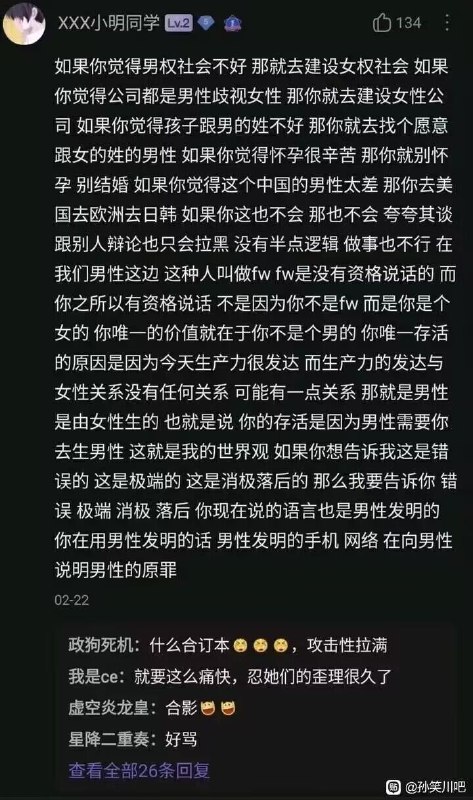 XXX小明同学 Lv.2 134
如果你觉得男权社会不好 那就去建设女权社会 如果
你觉得公司都是男性歧视女性 那你就去建设女性公
司 如果你觉得孩子跟男的姓不好 那你就去找个愿意
跟女的姓的男性 如果你觉得怀孕很辛苦 那你就别怀
孕 别结婚 如果你觉得这个中国的男性太差 那你去美
国去欧洲去日韩 如果你这也不会 那也不会 夸夸其谈
跟别人辩论也只会拉黑 没有半点逻辑 做事也不行 在
我们男性这边 这种人叫做fw fw是没有资格说话的 而
你之所以有资格说话 不是因为你不是fw 而是你是个
女的 你唯一的价值就在于你不是个男的 你唯一存活
的原因是因为今天生产力很发达 而生产力的发达与
女性关系没有任何关系 可能有一点关系 那就是男性
是由女性生的 也就是说 你的存活是因为男性需要你
去生男性 这就是我的世界观 如果你想告诉我这是错
误的 这是极端的 这是消极落后的 那么我要告诉你 错
误 极端 消极 落后 你现在说的语言也是男性发明的
你在用男性发明的话 男性发明的手机 网络 在向男性
说明男性的原罪
02-22
政狗死机：什么合订本，攻击性拉满
我是ce：就要这么痛快，忍她们的歪理很久了
虚空炎龙皇：合影
星降二重奏：好骂
查看全部26条回复
贴 @孙笑川吧